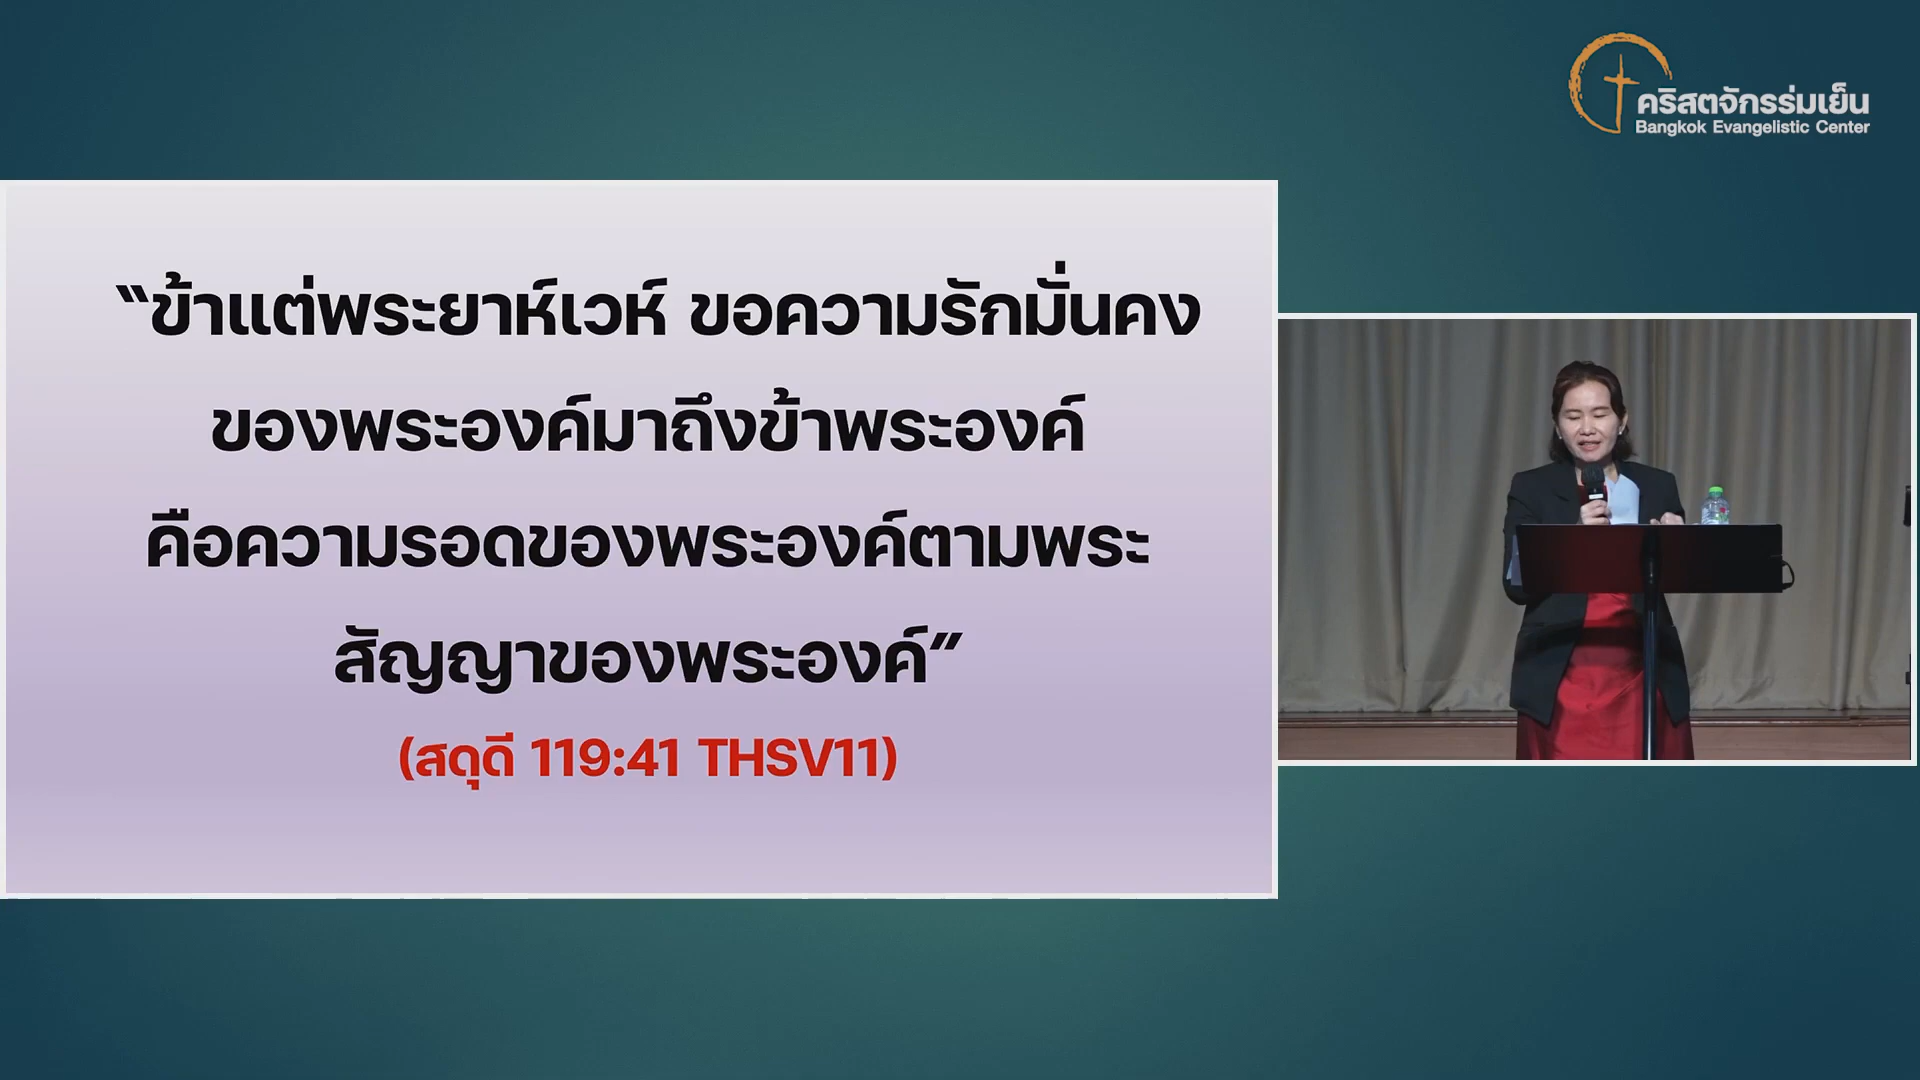 คริสตจักรร่มเย็น
Bangkok Evangelistic Center
“ข้าแต่พระยาห์เวห์ ขอความรักมั่นคง
ของพระองค์มาถึงข้าพระองค์
คือความรอดของพระองค์ตามพระ
สัญญาของพระองค์”
(สดุดี 119:41 THSV11)